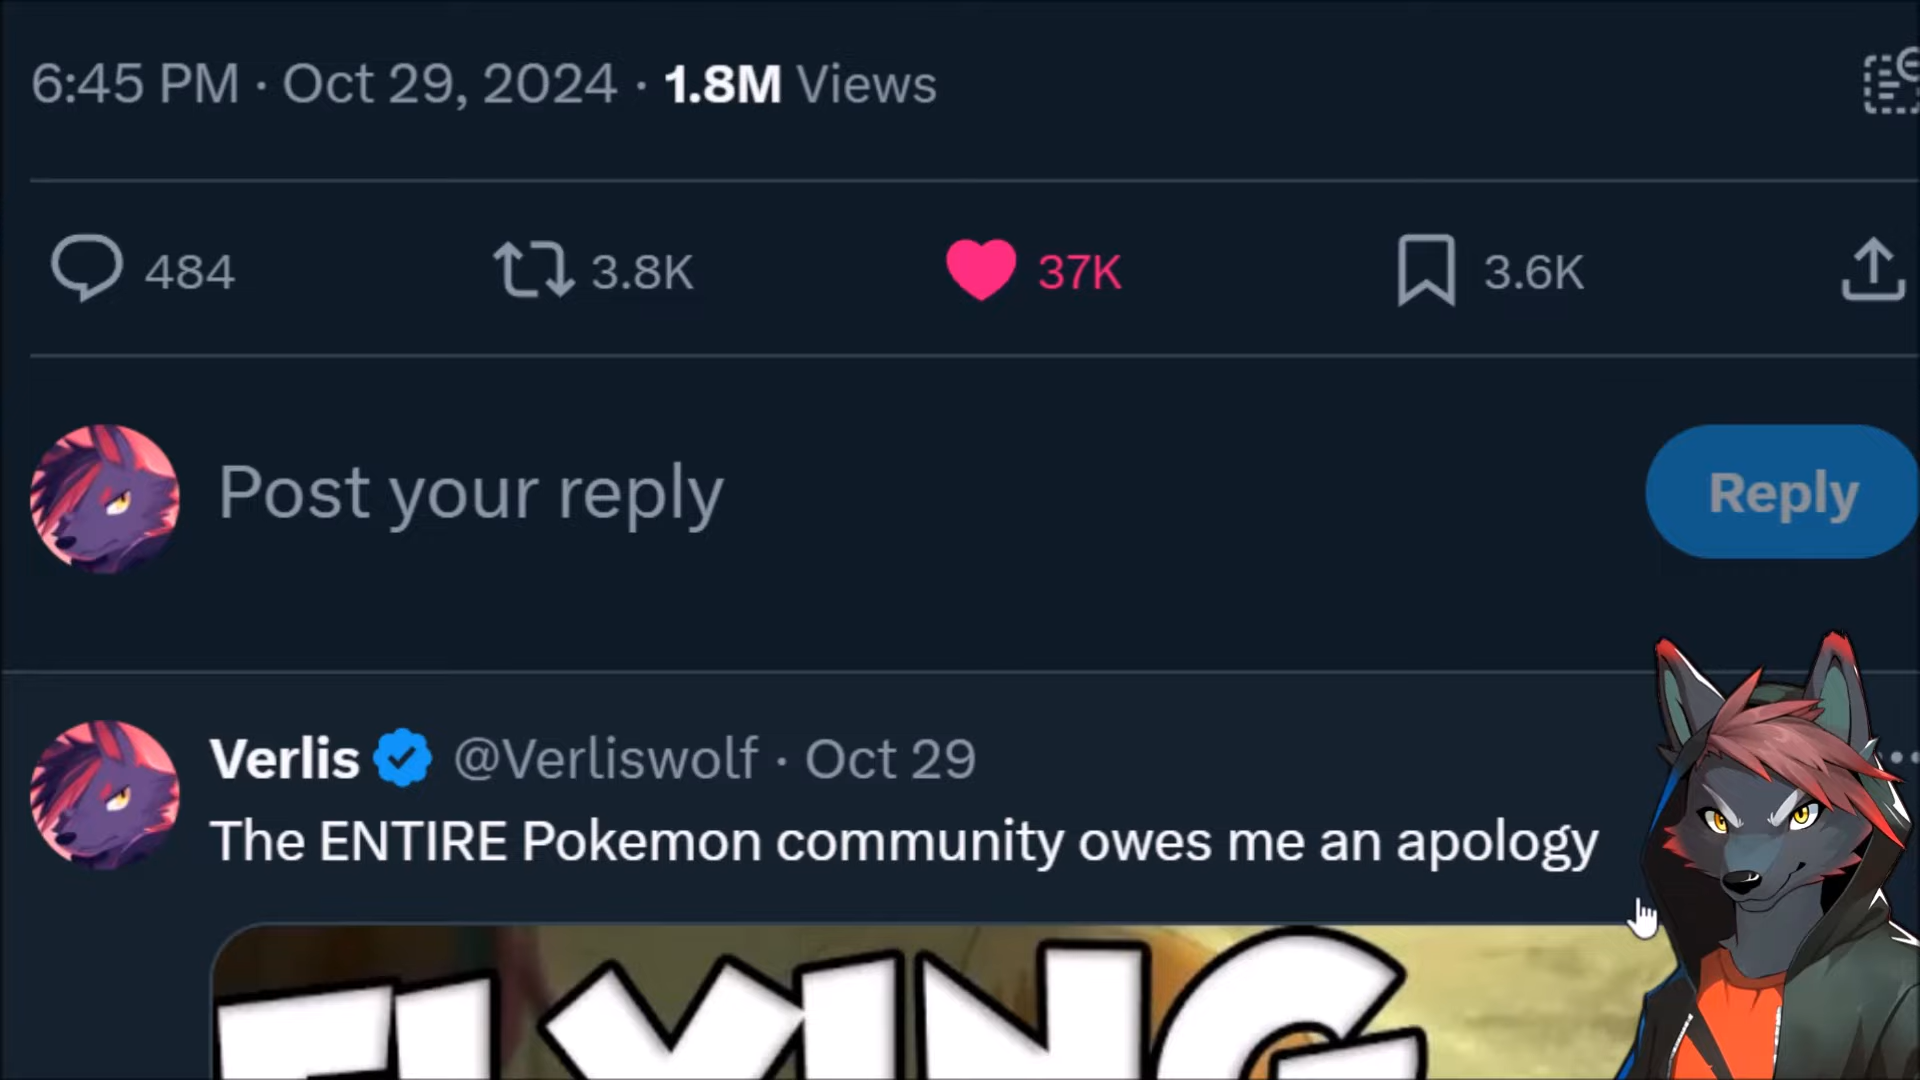 6:45 PM · Oct 29, 2024 · 1.8M Views
484 3.8K 37K 3.6K
Post your reply
Reply
Verlis @Verliswolf · Oct 29
The ENTIRE Pokemon community owes me an apology
FLYING